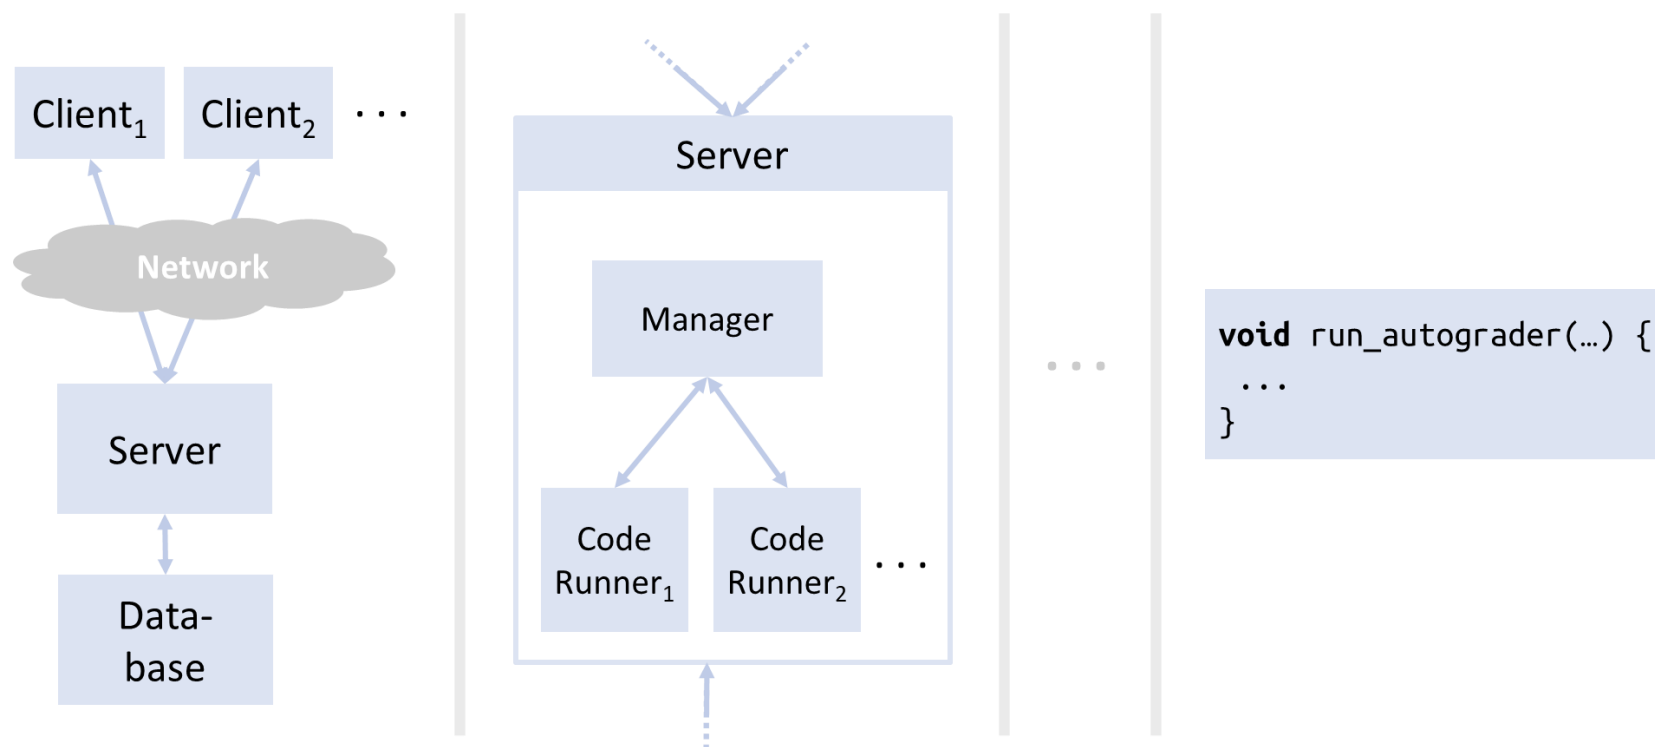 Client₁
Client₂
...
Network
Server
Data-
base
Server
Manager
Code
Runner₁
Code
Runner₂
...
...
void run_autograder(…) {
...
}